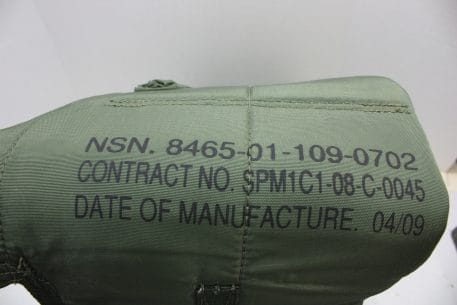 NSN. 8465-01-109-0702
CONTRACT NO. SPM1C1-08-C-0045
DATE OF MANUFACTURE. 04/09